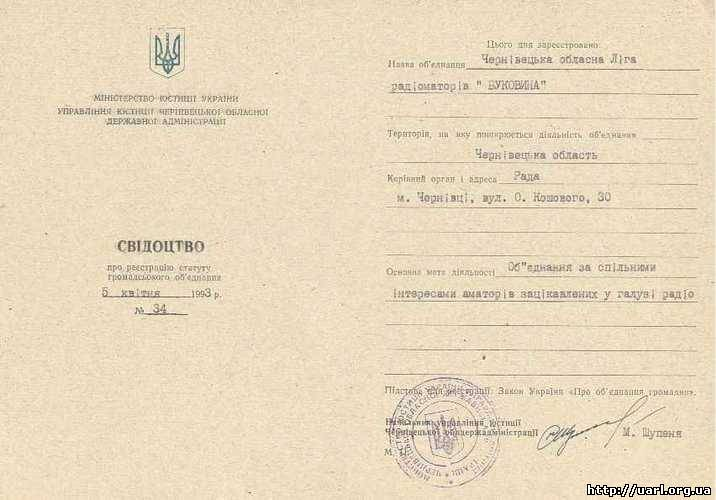 МІНІСТЕРСТВО ЮСТИЦІЇ УКРАЇНИ
УПРАВЛІННЯ ЮСТИЦІЇ ЧЕРНІВЕЦЬКОЇ ОБЛАСНОЇ
ДЕРЖАВНОЇ АДМІНІСТРАЦІЇ
СВІДОЦТВО
про реєстрацію статуту
громадського об'єднання
5 квітня 1993 р.
№ 34
Цього дня зареєстровано
Назва об'єднання Чернівецька обласна Ліга
радіоматорів " БУКОВИНА"
Територія, на яку поширюється діяльність об'єднання
Чернівецька область
Керівний орган і адреса Рада
м. Чернівці, вул. О. Кошового, 30
Основна мета діяльності Об"єднання за спільними
інтересами аматорів зацікавлених у галузі радіо
Підстава для реєстрації: Закон України «Про об'єднання громадян».
Начальник управління юстиції
Чернівецької облдержадміністрації М. Шупеня
М.
http://uarl.org.ua